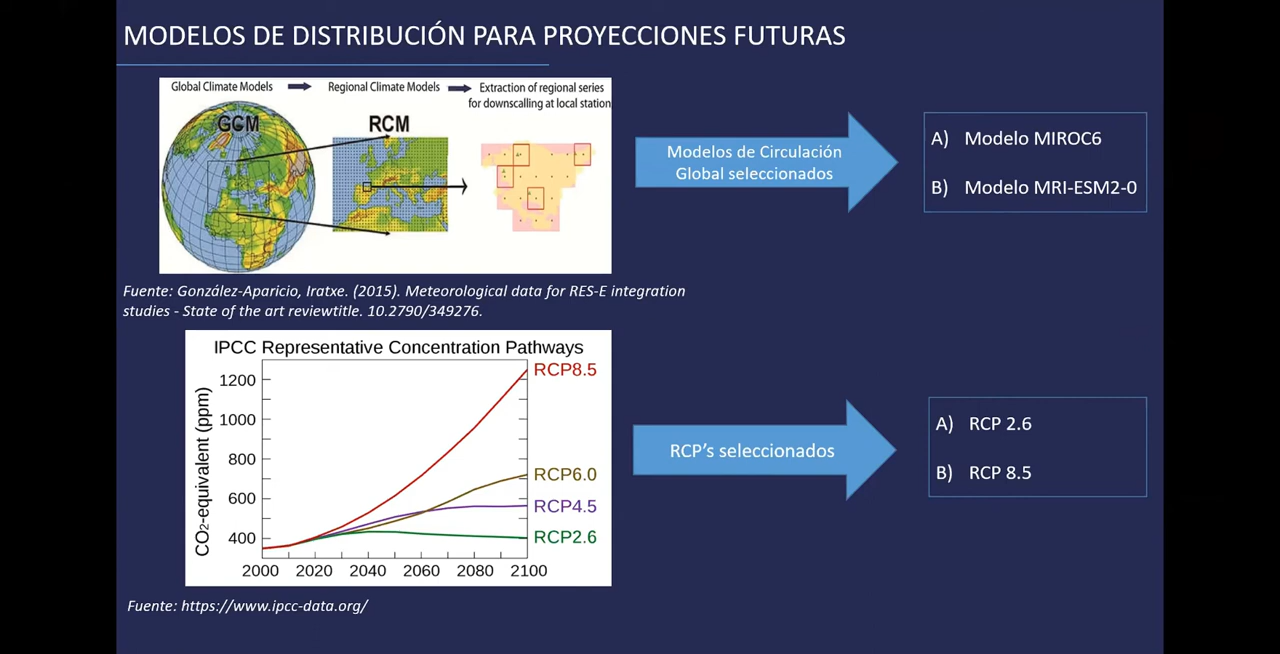 MODELOS DE DISTRIBUCIÓN PARA PROYECCIONES FUTURAS
Global Climate Models
Regional Climate Models
Extraction of regional series
for downscalling at local station
GCM
RCM
Modelos de Circulación
Global seleccionados
A) Modelo MIROC6
B) Modelo MRI-ESM2-0
Fuente: González-Aparicio, Iratxe. (2015). Meteorological data for RES-E integration
studies - State of the art reviewtitle. 10.2790/349276.
IPCC Representative Concentration Pathways
CO2-equivalent (ppm)
1200
1000
800
600
400
2000 2020 2040 2060 2080 2100
RCP8.5
RCP6.0
RCP4.5
RCP2.6
RCP's seleccionados
A) RCP 2.6
B) RCP 8.5
Fuente: https://www.ipcc-data.org/